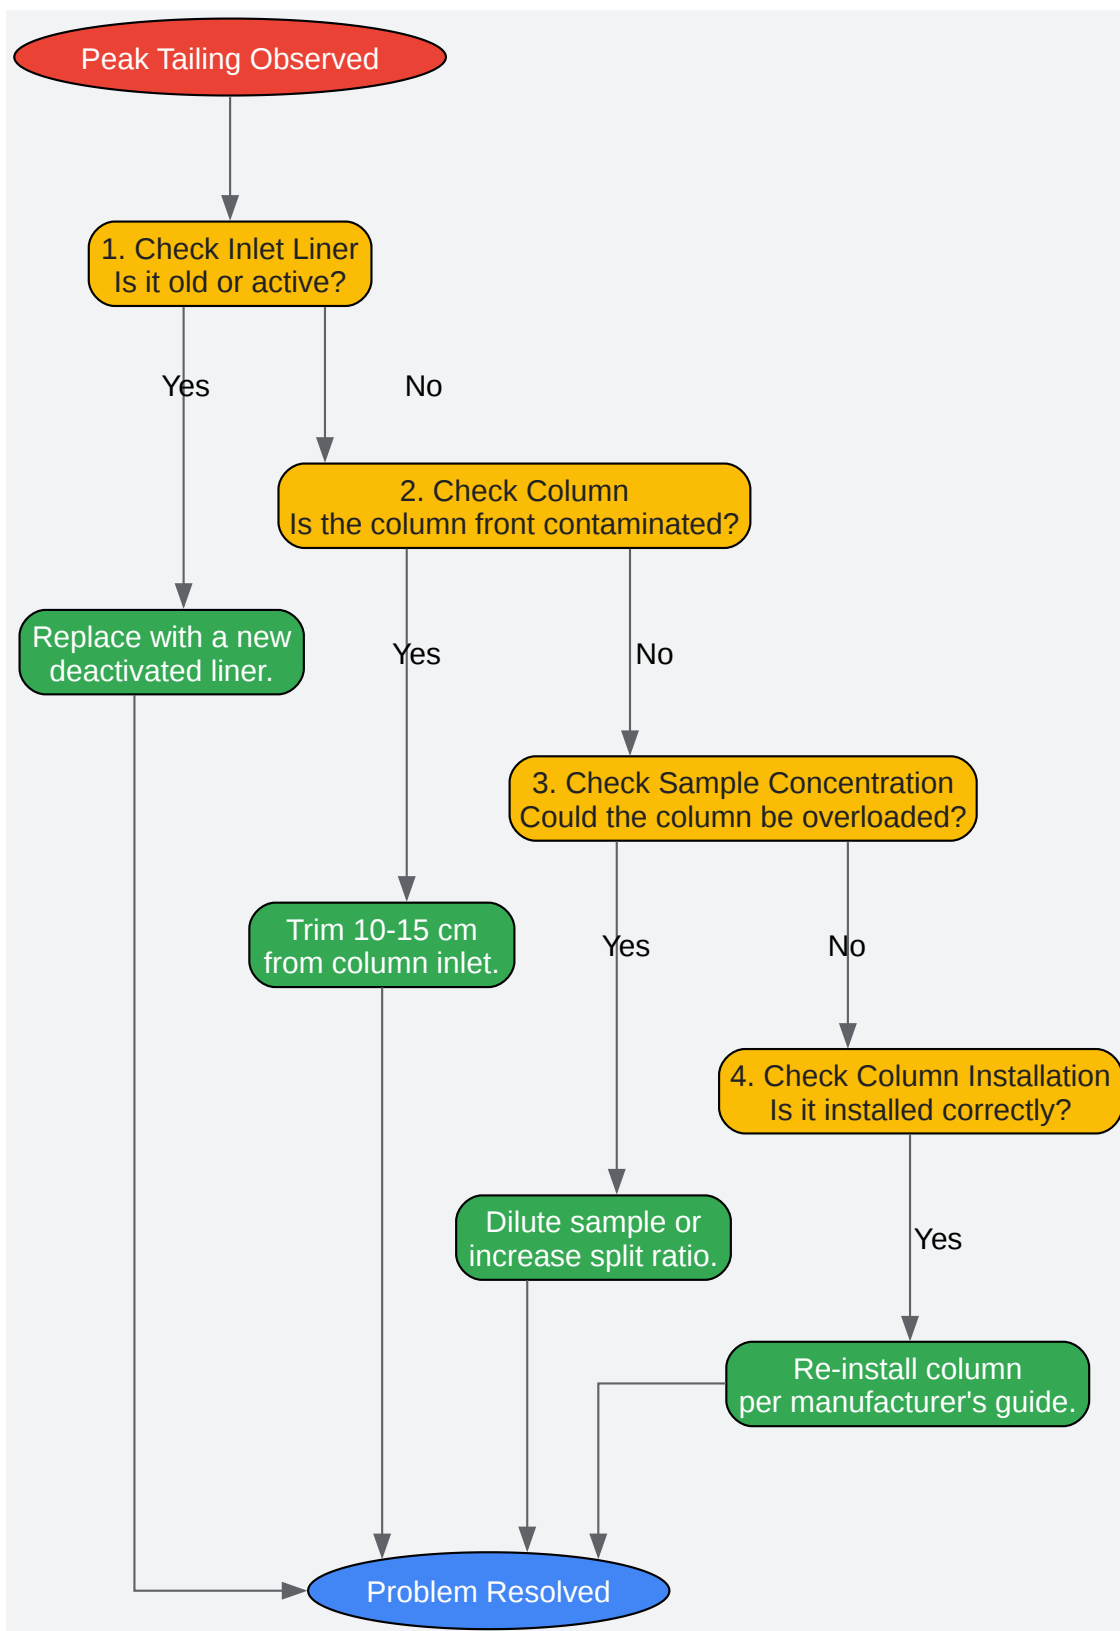 Peak Tailing Observed
1. Check Inlet Liner
Is it old or active?
Yes
No
2. Check Column
Is the column front contaminated?
Replace with a new
deactivated liner.
Yes
No
3. Check Sample Concentration
Could the column be overloaded?
Trim 10-15 cm
from column inlet.
Yes
No
4. Check Column Installation
Is it installed correctly?
Dilute sample or
increase split ratio.
Yes
Re-install column
per manufacturer's guide.
Problem Resolved